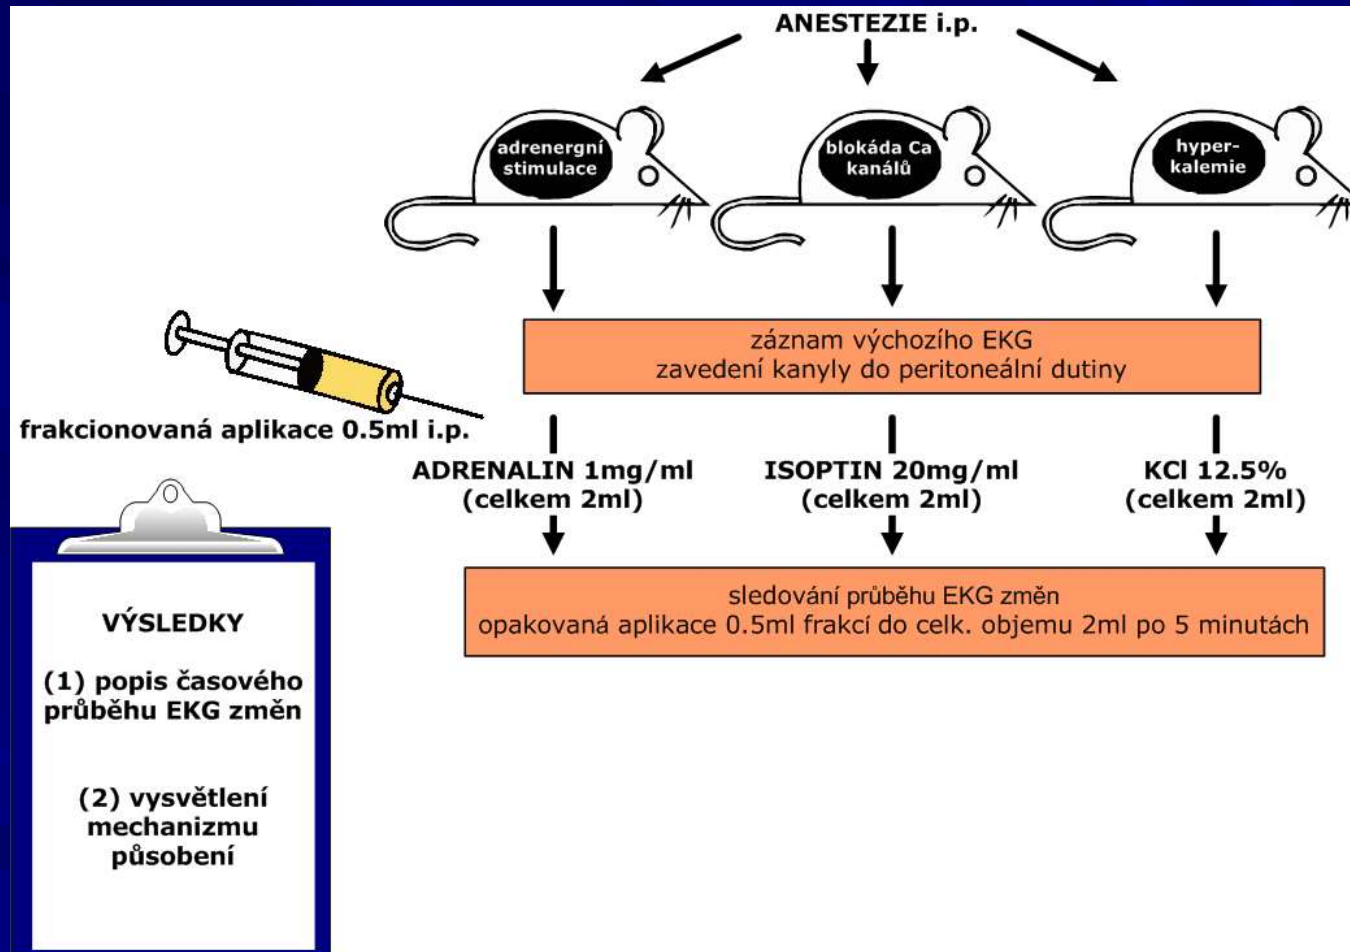 ANESTEZIE i.p.
adrenergní
stimulace
blokáda Ca
kanálů
hyper-
kalemie
záznam výchozího EKG
zavedení kanyly do peritoneální dutiny
frakcionovaná aplikace 0.5ml i.p.
ADRENALIN 1mg/ml
(celkem 2ml)
ISOPTIN 20mg/ml
(celkem 2ml)
KCl 12.5%
(celkem 2ml)
sledování průběhu EKG změn
opakovaná aplikace 0.5ml frakcí do celk. objemu 2ml po 5 minutách
VÝSLEDKY
(1) popis časového
průběhu EKG změn
(2) vysvětlení
mechanizmu
působení